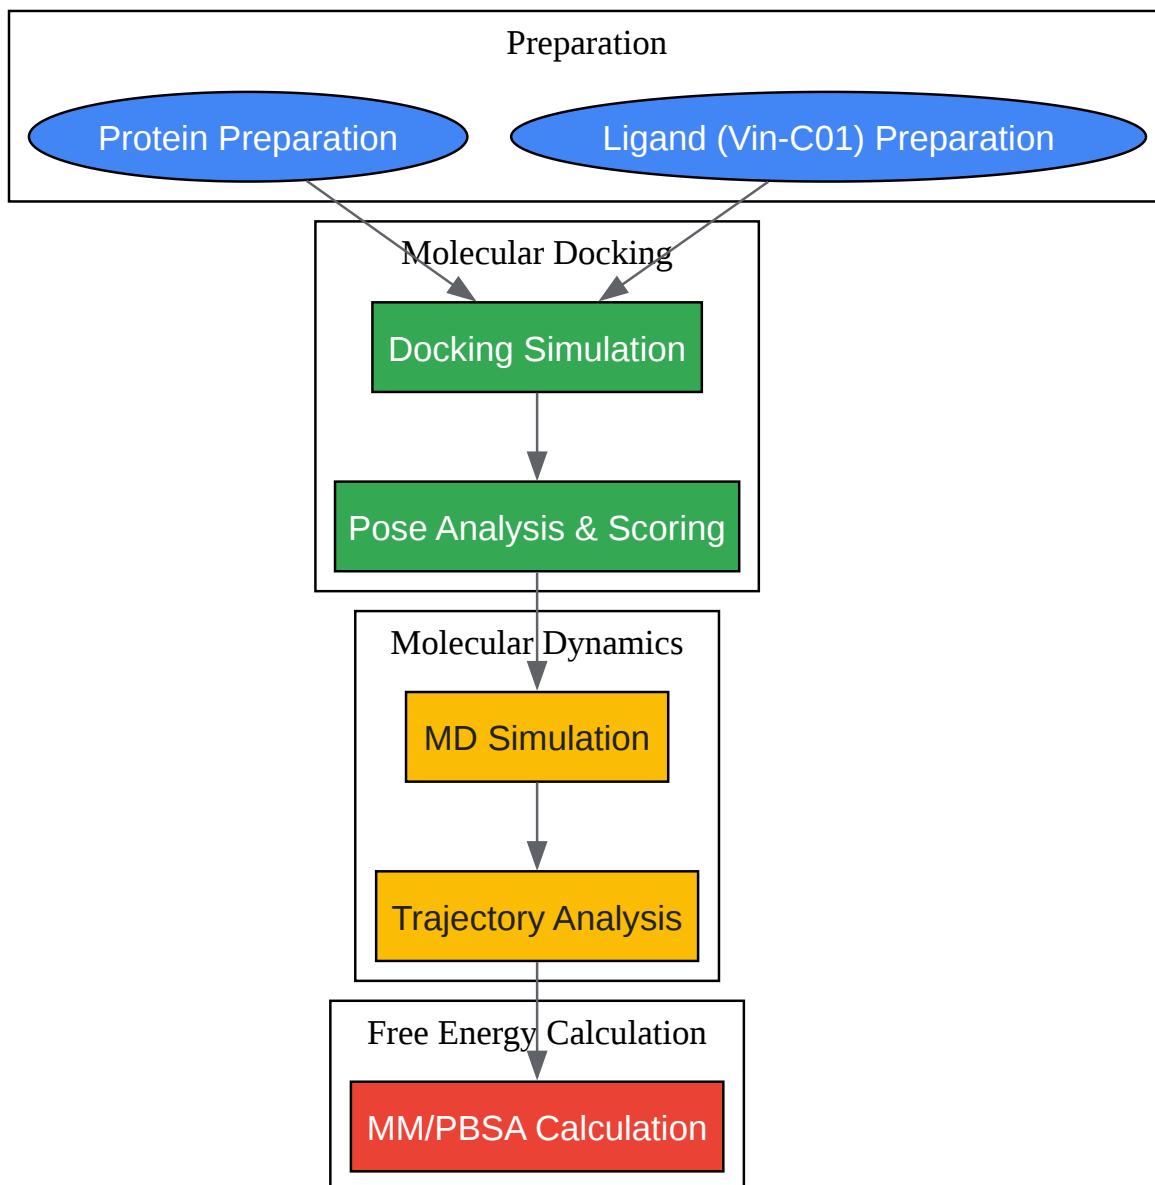 Preparation
Protein Preparation
Ligand (Vin-C01) Preparation
Molecular Docking
Docking Simulation
Pose Analysis & Scoring
Molecular Dynamics
MD Simulation
Trajectory Analysis
Free Energy Calculation
MM/PBSA Calculation